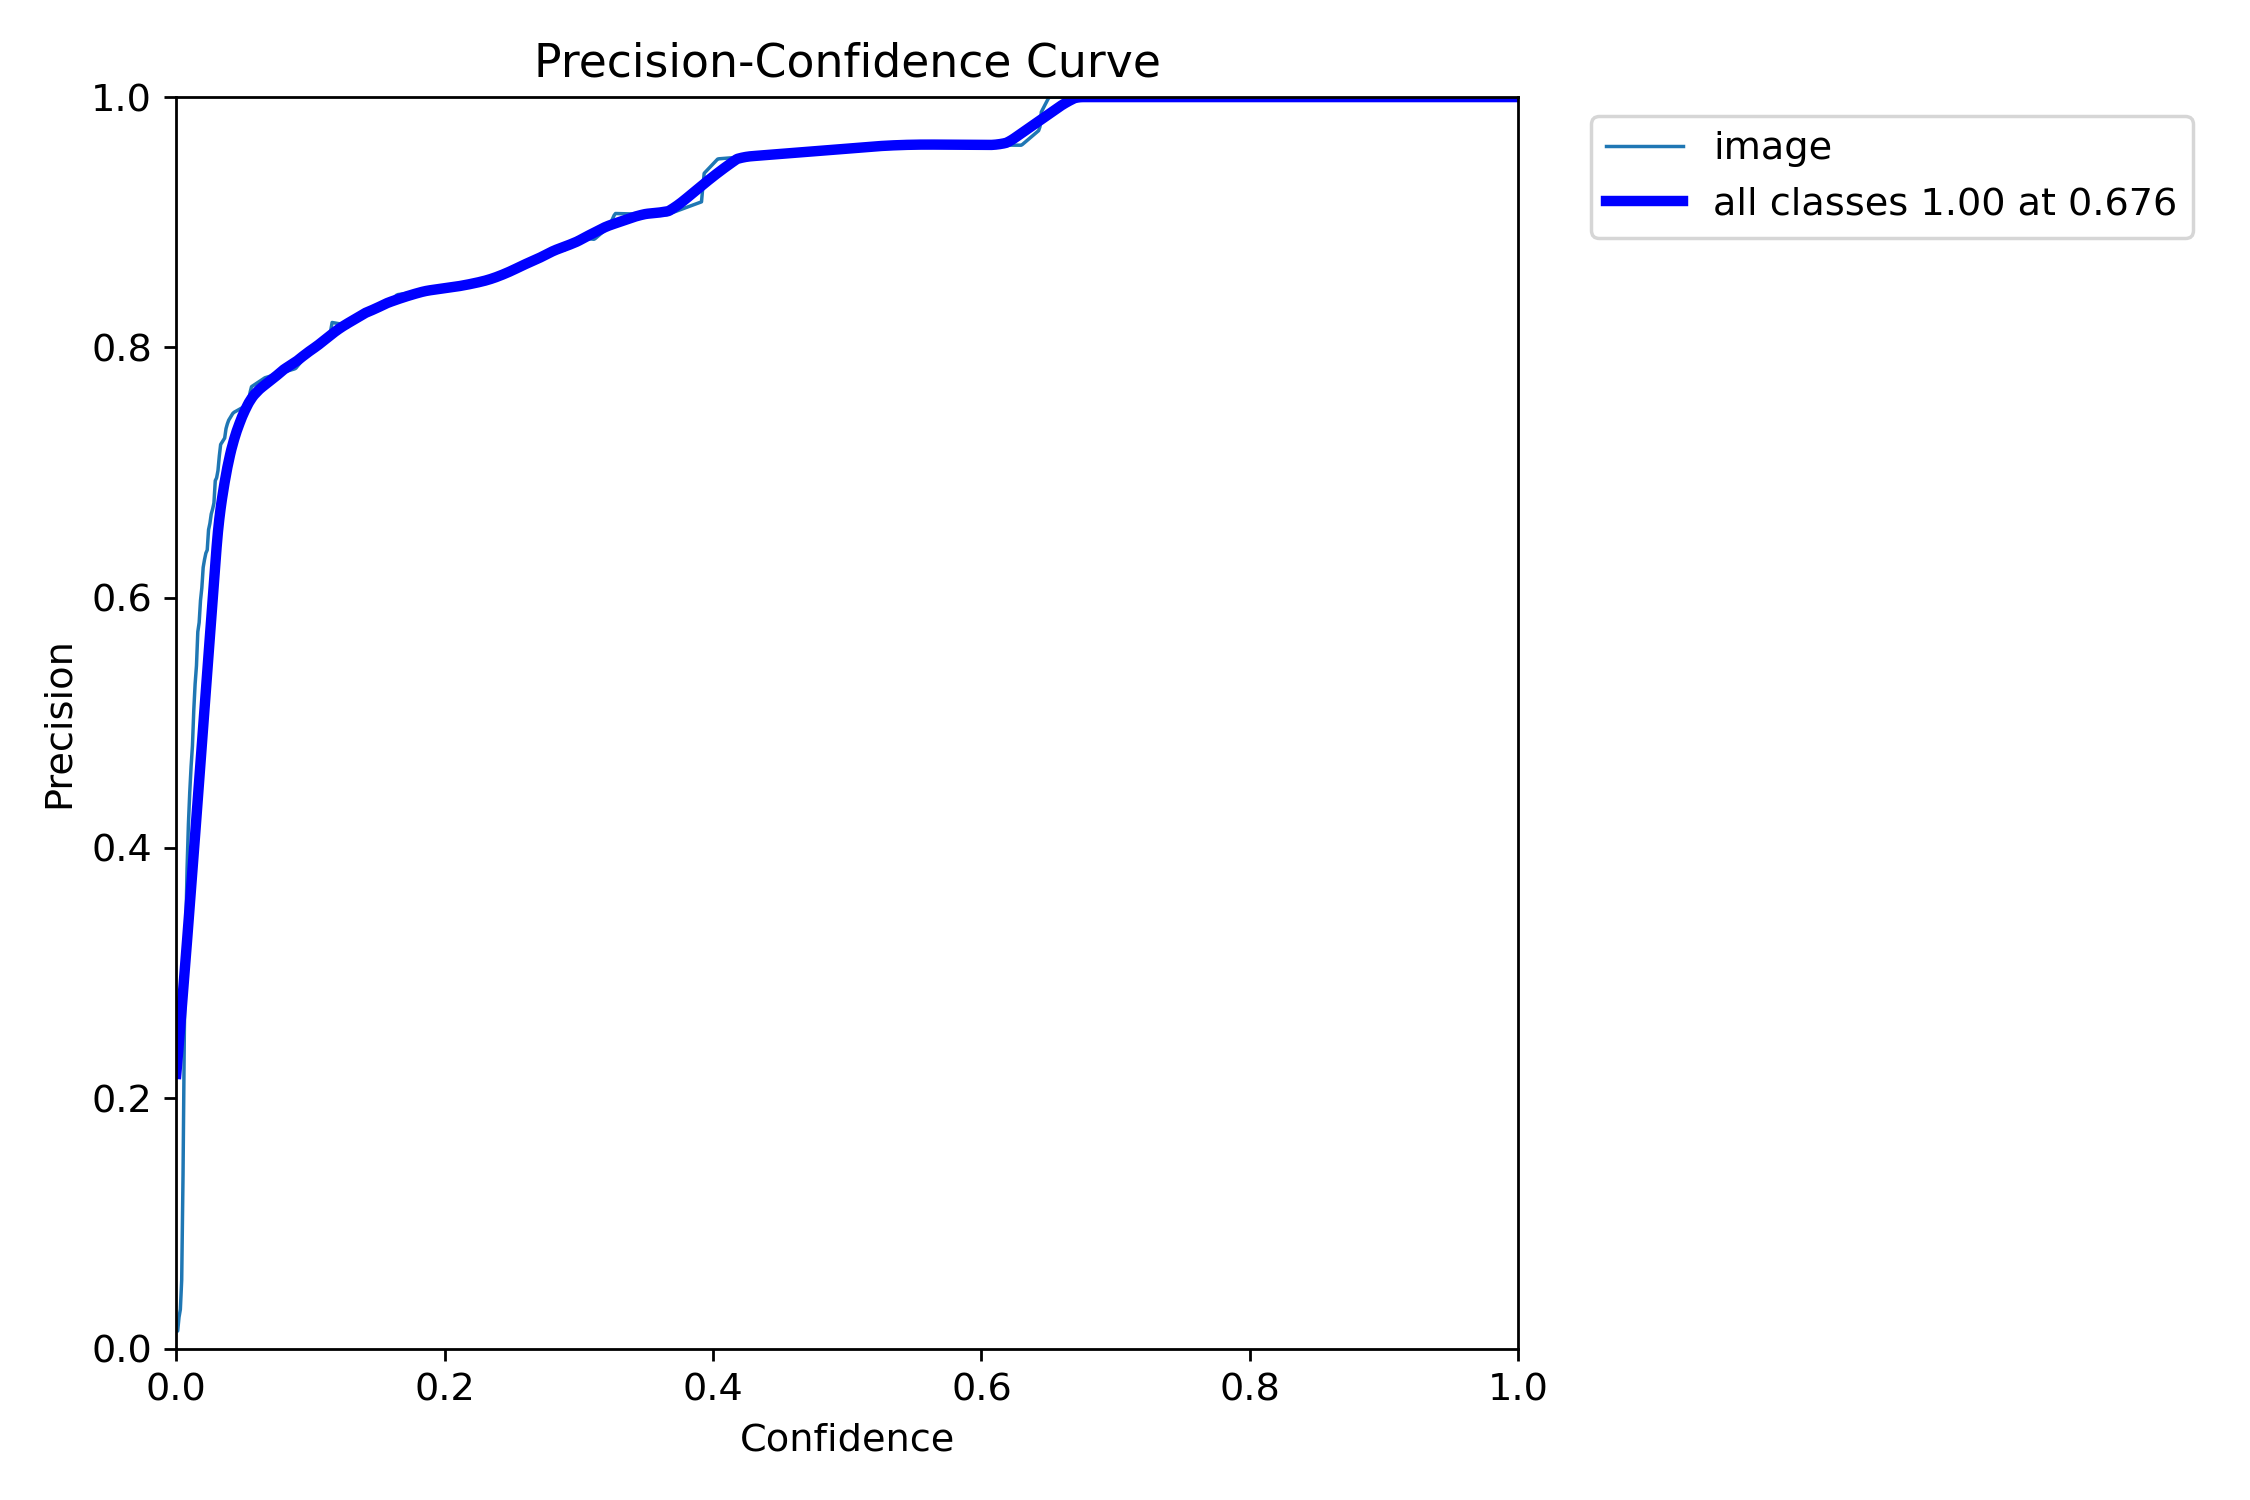 Precision-Confidence Curve
1.0
0.8
0.6
0.4
0.2
0.0
Precision
0.0 0.2 0.4 0.6 0.8 1.0
Confidence
image
all classes 1.00 at 0.676